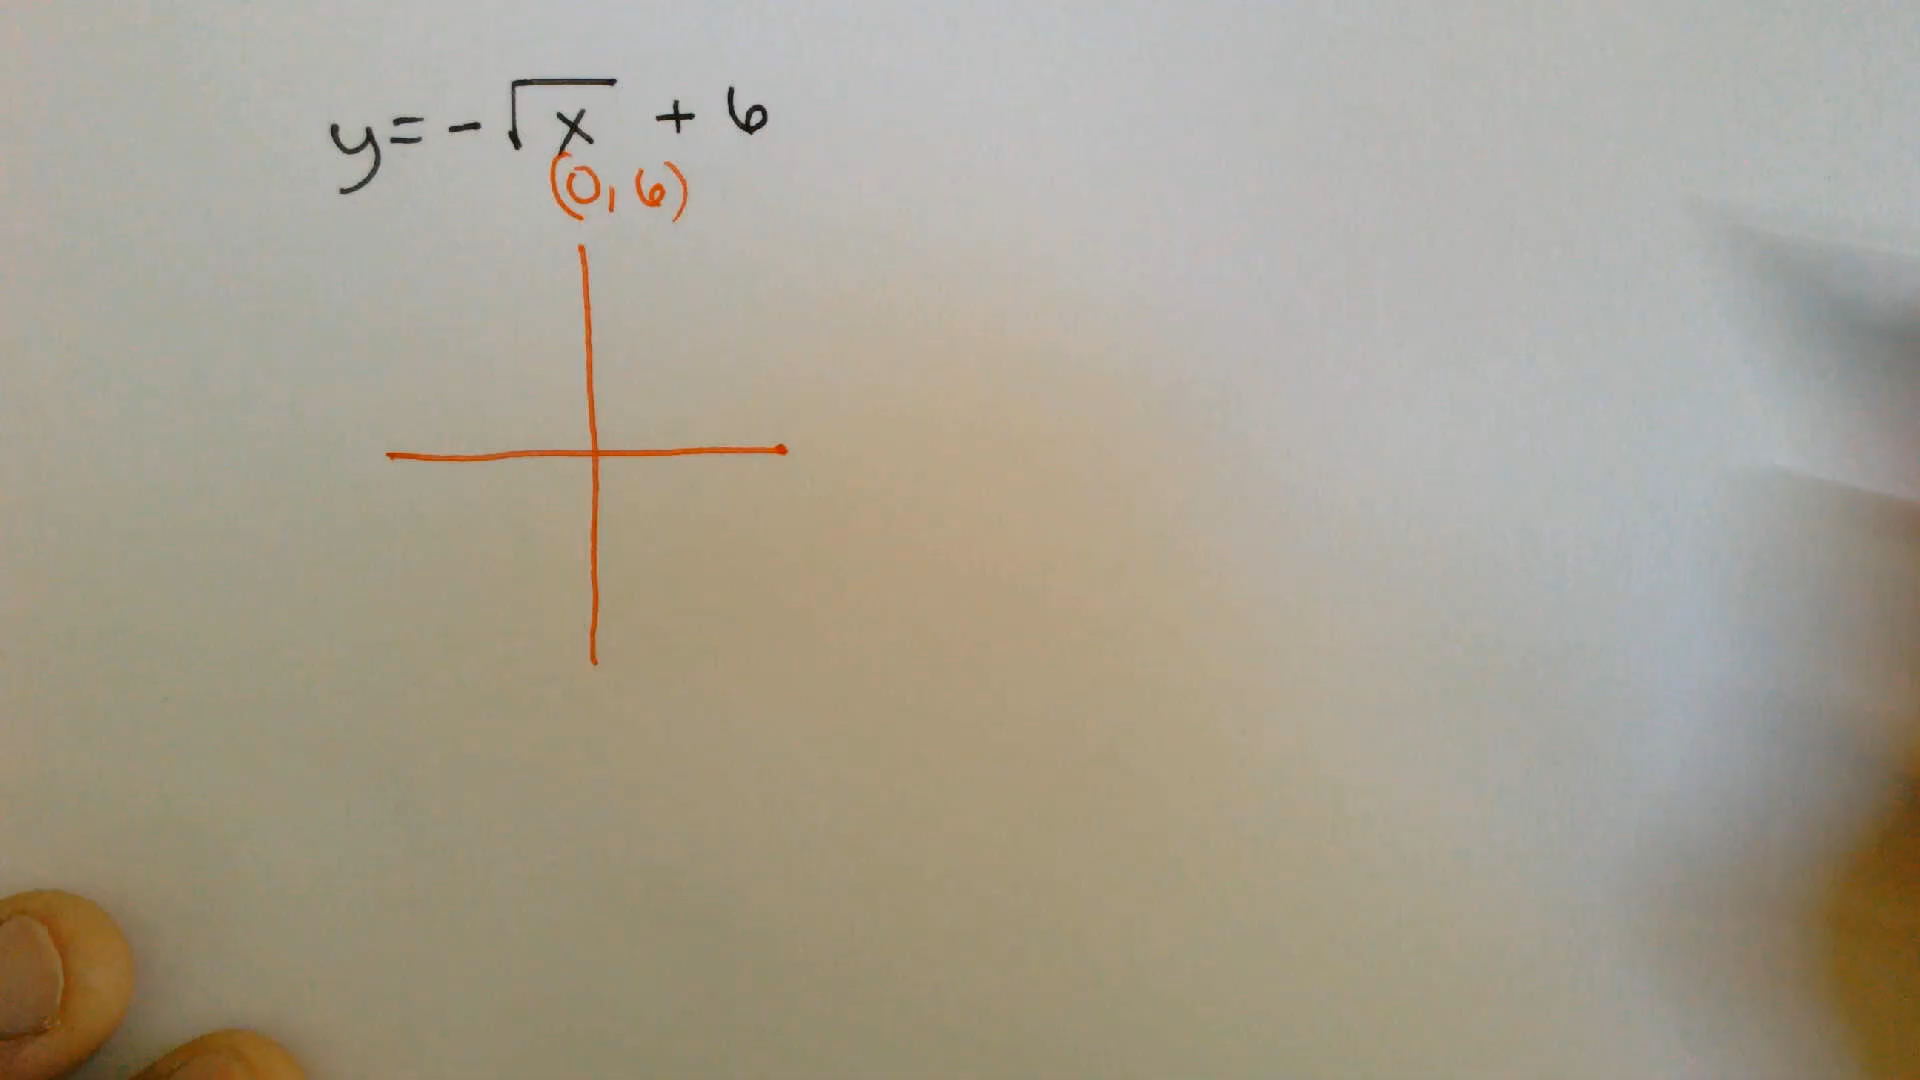 y = -√x + 6
(0, 6)